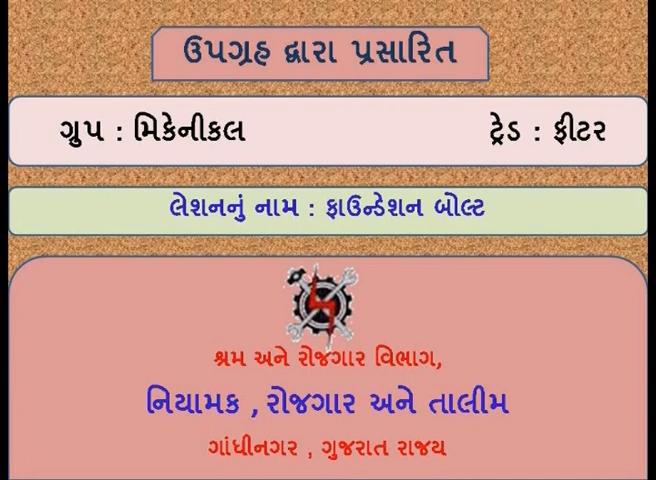 ઉપગ્રહ દ્વારા પ્રસારિત
ગ્રુપ : મિકેનીકલ ટ્રેડ : ફીટર
લેશનનું નામ : ફાઉન્ડેશન બોલ્ટ
શ્રમ અને રોજગાર વિભાગ,
નિયામક , રોજગાર અને તાલીમ
ગાંધીનગર , ગુજરાત રાજય